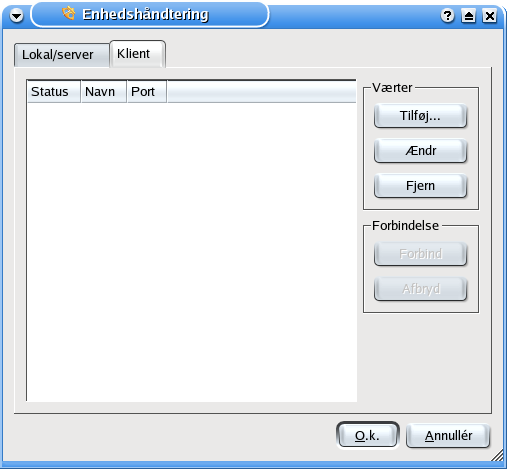 Enhedshåndtering
Lokal/server
Klient
Status Navn Port
Værter
Tilføj...
Ændr
Fjern
Forbindelse
Forbind
Afbryd
O.k. Annullér